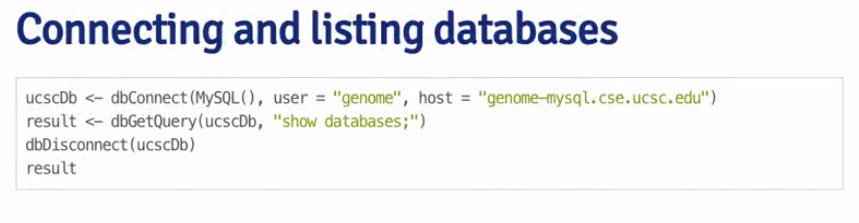 Connecting and listing databases
ucscDb <- dbConnect(MySQL(), user = "genome", host = "genome-mysql.cse.ucsc.edu")
result <- dbGetQuery(ucscDb, "show databases;")
dbDisconnect(ucscDb)
result